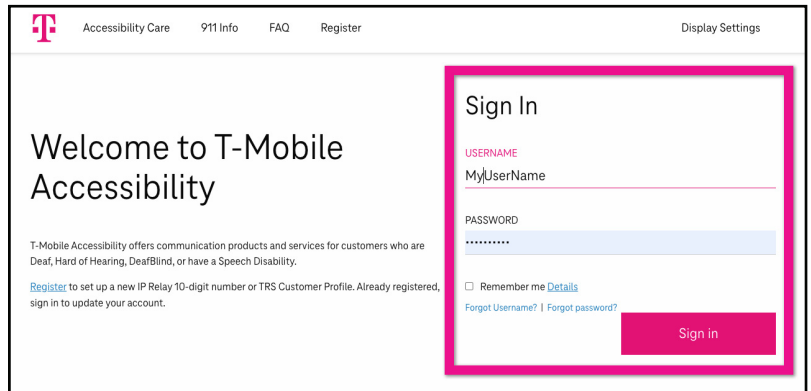 Accessibility Care 911 Info FAQ Register Display Settings
Welcome to T-Mobile
Accessibility
T-Mobile Accessibility offers communication products and services for customers who are
Deaf, Hard of Hearing, DeafBlind, or have a Speech Disability.
Register to set up a new IP Relay 10-digit number or TRS Customer Profile. Already registered,
sign in to update your account.
Sign In
USERNAME
MyUserName
PASSWORD
••••••••••
Remember me Details
Forgot Username? | Forgot password?
Sign in